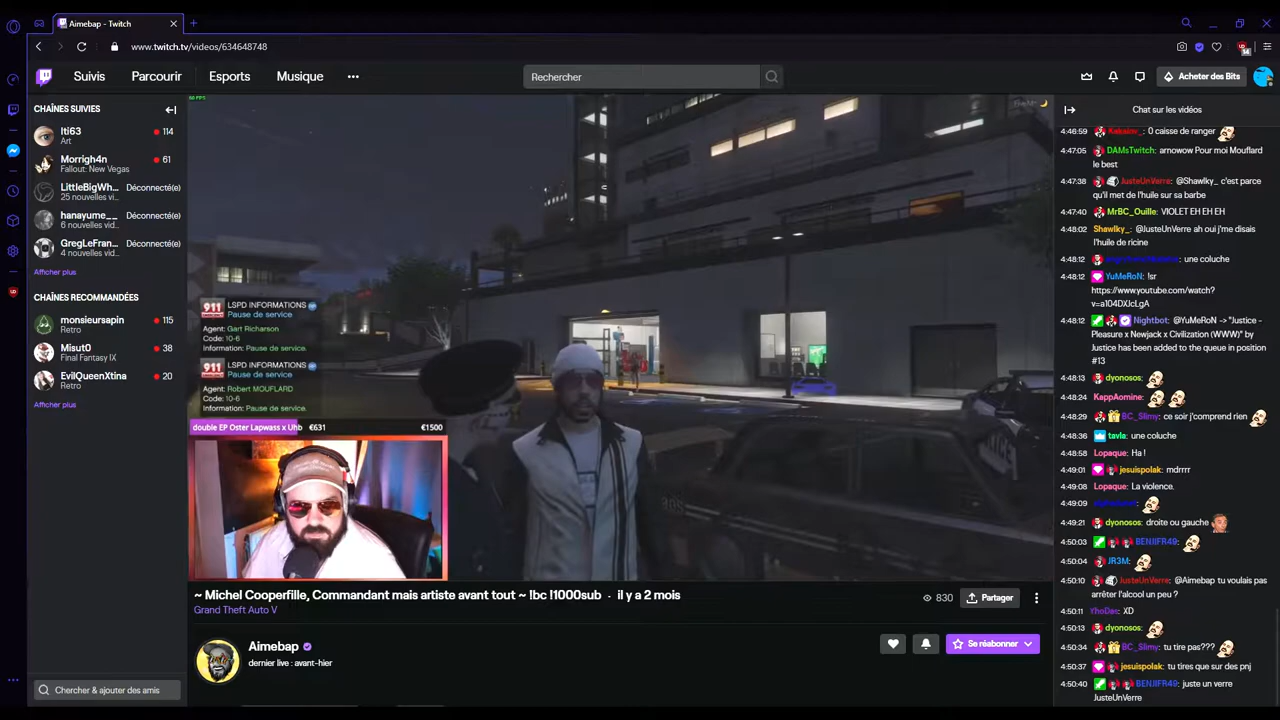 Aimebap - Twitch
www.twitch.tv/videos/634648748
Suivis
Parcourir
Esports
Musique
Rechercher
Acheter des Bits
CHAÎNES SUIVIES
Iti63
114
Art
Morrigh4n
61
Fallout: New Vegas
LittleBigWh...
Déconnecté(e)
25 nouvelles vi...
hanayume__
Déconnecté(e)
6 nouvelles vid...
GregLeFran...
Déconnecté(e)
4 nouvelles vid...
Afficher plus
CHAÎNES RECOMMANDÉES
monsieursapin
115
Retro
Misut0
38
Final Fantasy IX
EvilQueenXtina
20
Retro
Afficher plus
Chercher & ajouter des amis
911
LSPD INFORMATIONS
Pause de service
Agent: Gart Richarson
Code: 10-6
Information: Pause de service.
911
LSPD INFORMATIONS
Pause de service
Agent: Robert MOUFLARD
Code: 10-6
Information: Pause de service.
double EP Oster Lapwass x Uhb €631 €1500
~ Michel Cooperfille, Commandant mais artiste avant tout ~ !bc !1000sub · il y a 2 mois
Grand Theft Auto V
830
Partager
Aimebap
dernier live : avant-hier
Se réabonner
Chat sur les vidéos
4:46:59 : 0 caisse de ranger
4:47:05 DAMsTwitch: arnowow Pour moi Mouflard
le best
4:47:38 JusteUnVerre: @Shawlky_ c'est parce
qu'il met de l'huile sur sa barbe
4:47:40 MrBC_Ouille: VIOLET EH EH EH
4:48:02 Shawlky_: @JusteUnVerre ah oui j'me disais
l'huile de ricine
4:48:12 : une coluche
4:48:12 YuMeRoN: !sr
https://www.youtube.com/watch?
v=a104DXJcLgA
4:48:12 Nightbot: @YuMeRoN -> "Justice -
Pleasure x Newjack x Civilization (WWW)" by
Justice has been added to the queue in position
#13
4:48:13 dyonosos:
4:48:24 KappAomine:
4:48:29 BC_Slimy: ce soir j'comprend rien
4:48:36 tavla: une coluche
4:48:58 Lopaque: Ha !
4:49:01 jesuispolak: mdrrrr
4:49:08 Lopaque: La violence.
4:49:09
4:49:21 dyonosos: droite ou gauche
4:50:03 BENJIFR49:
4:50:04 JR3M:
4:50:10 JusteUnVerre: @Aimebap tu voulais pas
arrêter l'alcool un peu ?
4:50:11 YhoDec: XD
4:50:13 dyonosos:
4:50:34 BC_Slimy: tu tire pas???
4:50:37 jesuispolak: tu tires que sur des pnj
4:50:40 BENJIFR49: juste un verre
JusteUnVerre